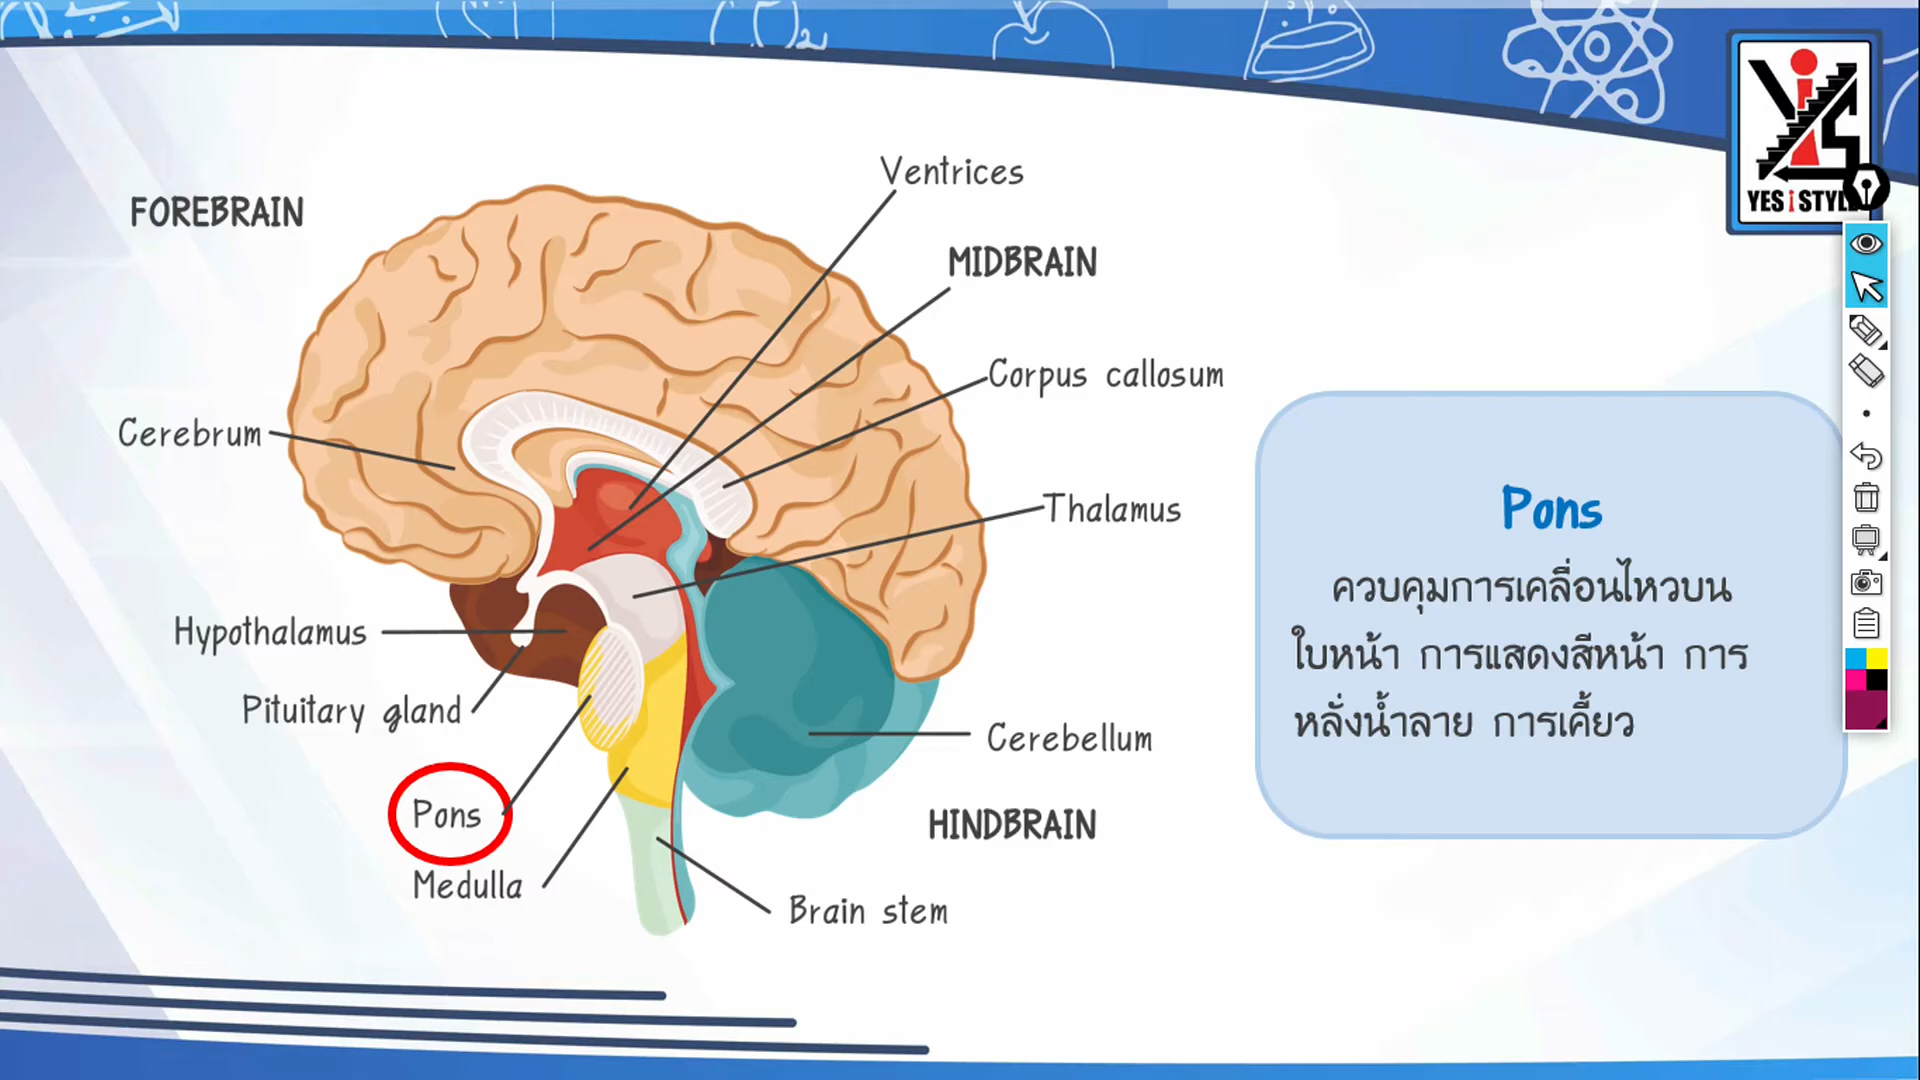 Ventrices
FOREBRAIN
MIDBRAIN
Corpus callosum
Cerebrum
Thalamus
Hypothalamus
Pituitary gland
Cerebellum
Pons
HINDBRAIN
Medulla
Brain stem
Pons
ควบคุมการเคลื่อนไหวบน
ใบหน้า การแสดงสีหน้า การ
หลั่งน้ำลาย การเคี้ยว
YiS
YES i STYLE
O₂